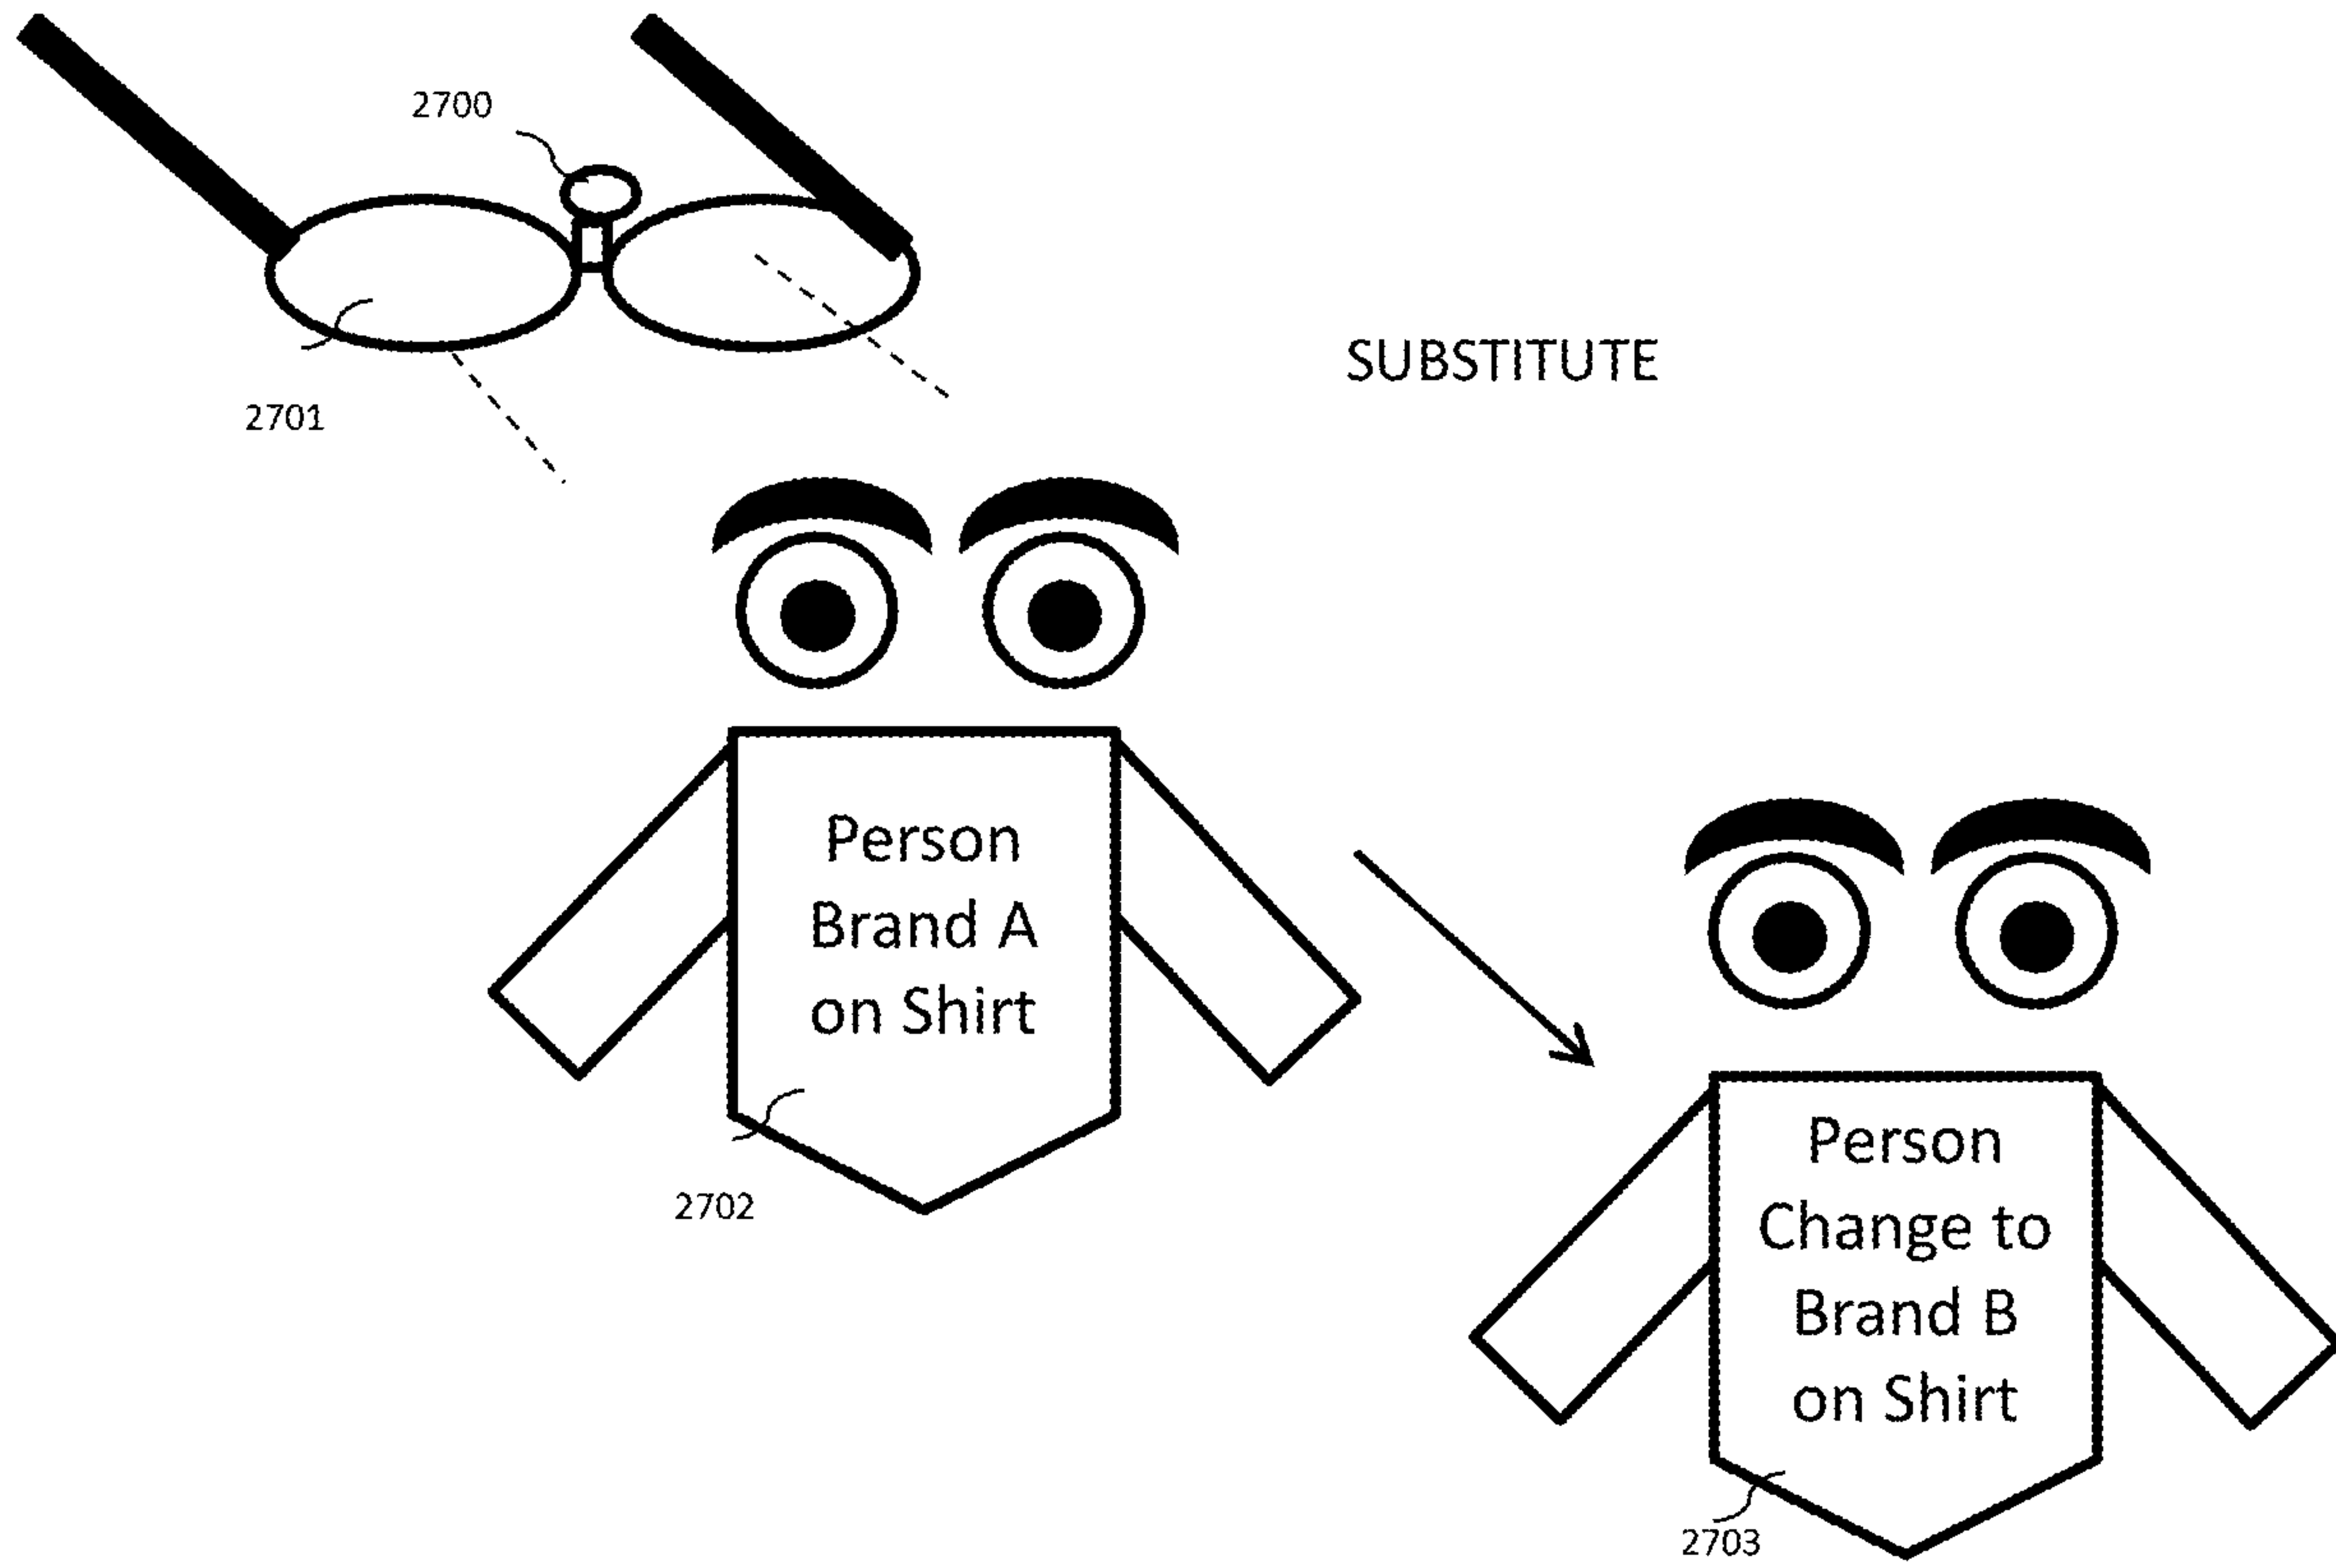 2700
2701
SUBSTITUTE
Person
Brand A
on Shirt
2702
Person
Change to
Brand B
on Shirt
2703